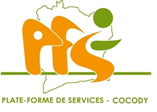 PFS
PLATE-FORME DE SERVICES - COCODY